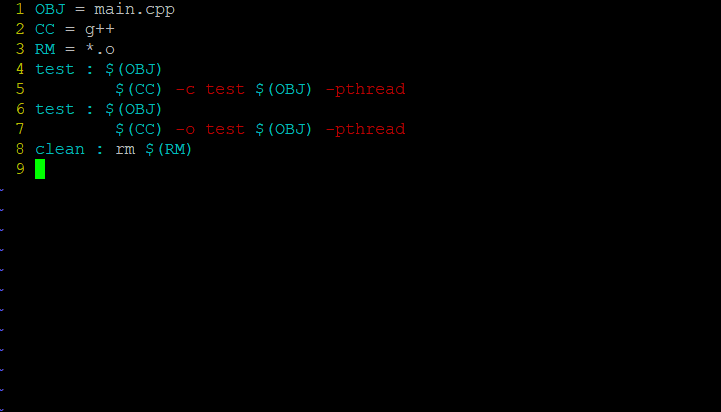 1 OBJ = main.cpp
2 CC = g++
3 RM = *.o
4 test : $(OBJ)
5         $(CC) -c test $(OBJ) -pthread
6 test : $(OBJ)
7         $(CC) -o test $(OBJ) -pthread
8 clean : rm $(RM)
9
~
~
~
~
~
~
~
~
~
~
~
~